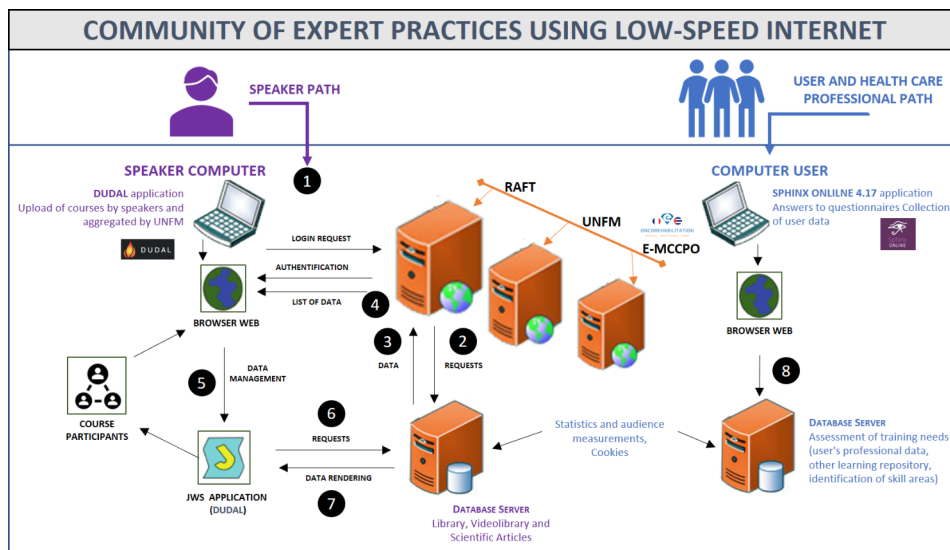 COMMUNITY OF EXPERT PRACTICES USING LOW-SPEED INTERNET
SPEAKER PATH
USER AND HEALTH CARE
PROFESSIONAL PATH
SPEAKER COMPUTER
DUDAL application
Upload of courses by speakers and
aggregated by UNFM
DUDAL
1
LOGIN REQUEST
AUTHENTIFICATION
LIST OF DATA
4
BROWSER WEB
RAFT
UNFM
E-MCCPO
ONCOREHABILITATION
COMPUTER USER
SPHINX ONLILNE 4.17 application
Answers to questionnaires Collection
of user data
ONLINE
BROWSER WEB
3
DATA
2
REQUESTS
5
DATA
MANAGEMENT
8
COURSE
PARTICIPANTS
6
REQUESTS
DATA RENDERING
7
JWS APPLICATION
(DUDAL)
Statistics and audience
measurements,
Cookies
DATABASE SERVER
Library, Videolibrary and
Scientific Articles
DATABASE SERVER
Assessment of training needs
(user's professional data,
other learning repository,
identification of skill areas)